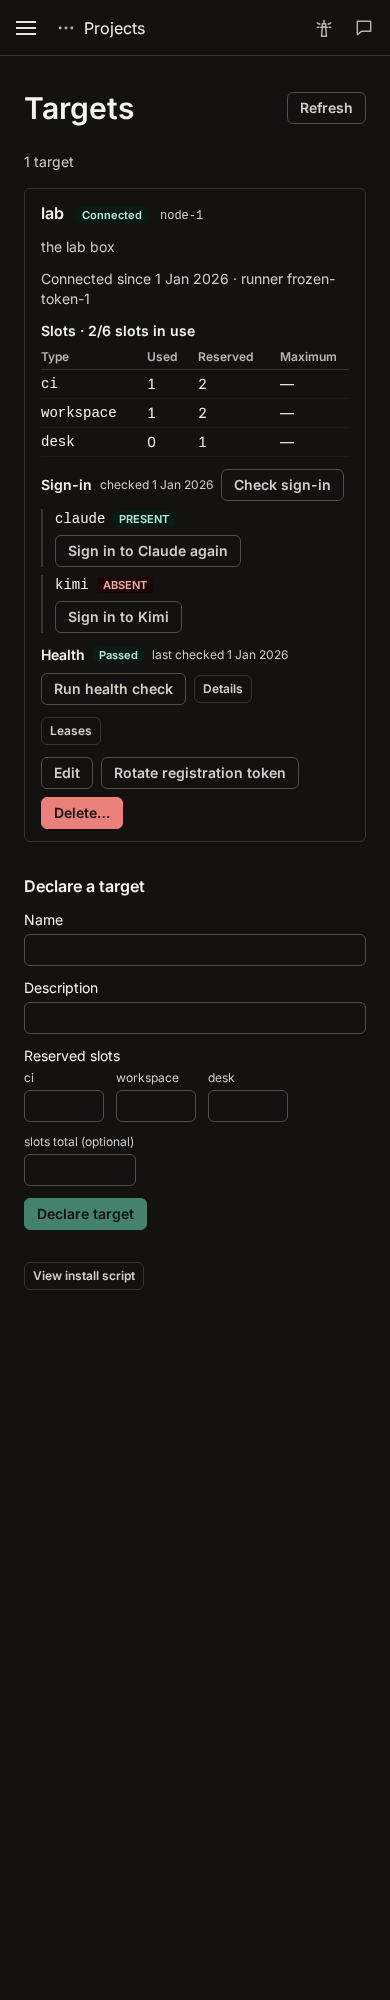 Projects
Targets
Refresh
1 target
lab Connected node-1
the lab box
Connected since 1 Jan 2026 · runner frozen-
token-1
Slots · 2/6 slots in use
Type Used Reserved Maximum
ci 1 2 —
workspace 1 2 —
desk 0 1 —
Sign-in checked 1 Jan 2026 Check sign-in
claude PRESENT
Sign in to Claude again
kimi ABSENT
Sign in to Kimi
Health Passed last checked 1 Jan 2026
Run health check Details
Leases
Edit Rotate registration token
Delete...
Declare a target
Name
Description
Reserved slots
ci workspace desk
slots total (optional)
Declare target
View install script